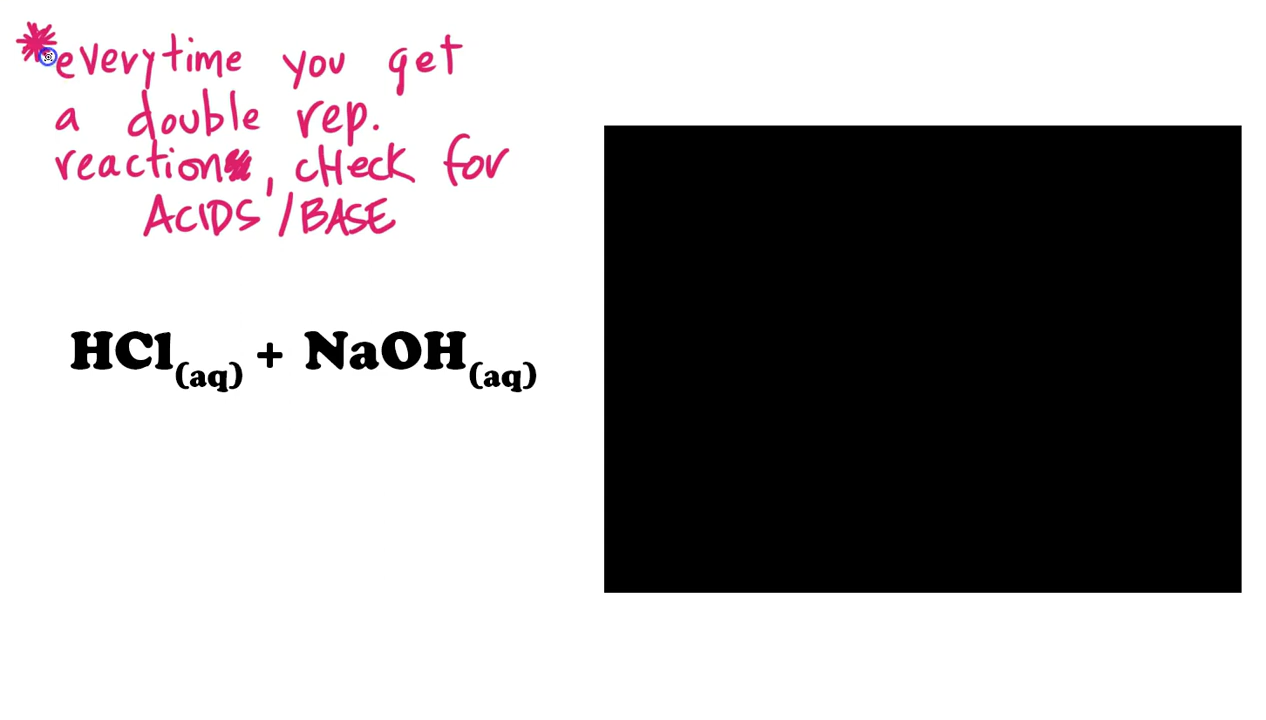 *everytime you get
a double rep.
reaction, cHeck for
ACIDS/BASE
HCl(aq) + NaOH(aq)